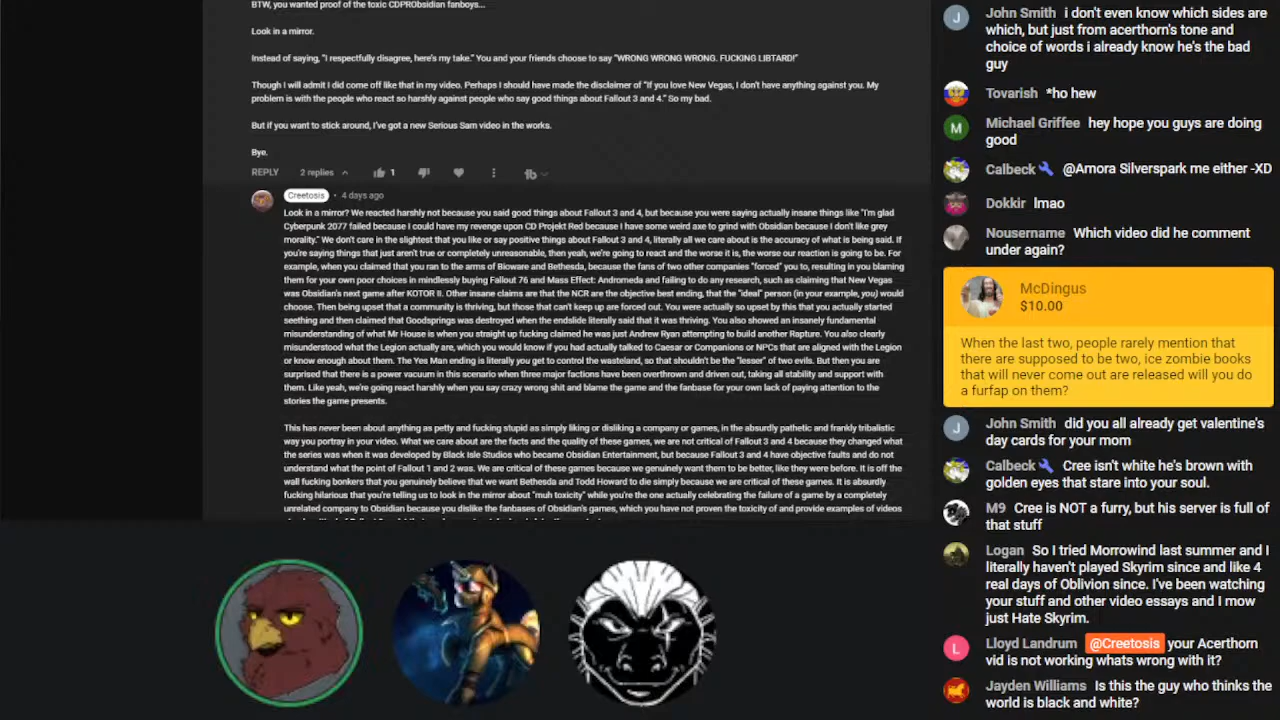 BTW, you wanted proof of the toxic CDPRObsidian fanboys...
Look in a mirror.
Instead of saying, "I respectfully disagree, here's my take." You and your friends choose to say "WRONG WRONG WRONG. FUCKING LIBTARD!"
Though I will admit I did come off like that in my video. Perhaps I should have made the disclaimer of "If you love New Vegas, I don't have anything against you. My
problem is with the people who react so harshly against people who say good things about Fallout 3 and 4." So my bad.
But if you want to stick around, I've got a new Serious Sam video in the works.
Bye.
REPLY 2 replies 1
Creetosis • 4 days ago
Look in a mirror? We reacted harshly not because you said good things about Fallout 3 and 4, but because you were saying actually insane things like "I'm glad
Cyberpunk 2077 failed because I could have my revenge upon CD Projekt Red because I have some weird axe to grind with Obsidian because I don't like grey
morality." We don't care in the slightest that you like or say positive things about Fallout 3 and 4, literally all we care about is the accuracy of what is being said. If
you're saying things that just aren't true or completely unreasonable, then yeah, we're going to react and the worse it is, the worse our reaction is going to be. For
example, when you claimed that you ran to the arms of Bioware and Bethesda, because the fans of two other companies "forced" you to, resulting in you blaming
them for your own poor choices in mindlessly buying Fallout 76 and Mass Effect: Andromeda and failing to do any research, such as claiming that New Vegas
was Obsidian's next game after KOTOR II. Other insane claims are that the NCR are the objective best ending, that the "ideal" person (in your example, you) would
choose. Then being upset that a community is thriving, but those that can't keep up are forced out. You were actually so upset by this that you actually started
seething and then claimed that Goodsprings was destroyed when the endslide literally said that it was thriving. You also showed an insanely fundamental
misunderstanding of what Mr House is when you straight up fucking claimed he was just Andrew Ryan attempting to build another Rapture. You also clearly
misunderstood what the Legion actually are, which you would know if you had actually talked to Caesar or Companions or NPCs that are aligned with the Legion
or know enough about them. The Yes Man ending is literally you get to control the wasteland, so that shouldn't be the "lesser" of two evils. But then you are
surprised that there is a power vacuum in this scenario when three major factions have been overthrown and driven out, taking all stability and support with
them. Like yeah, we're going react harshly when you say crazy wrong shit and blame the game and the fanbase for your own lack of paying attention to the
stories the game presents.
This has never been about anything as petty and fucking stupid as simply liking or disliking a company or games, in the absurdly pathetic and frankly tribalistic
way you portray in your video. What we care about are the facts and the quality of these games, we are not critical of Fallout 3 and 4 because they changed what
the series was when it was developed by Black Isle Studios who became Obsidian Entertainment, but because Fallout 3 and 4 have objective faults and do not
understand what the point of Fallout 1 and 2 was. We are critical of these games because we genuinely want them to be better, like they were before. It is off the
wall fucking bonkers that you genuinely believe that we want Bethesda and Todd Howard to die simply because we are critical of these games. It is absurdly
fucking hilarious that you're telling us to look in the mirror about "muh toxicity" while you're the one actually celebrating the failure of a game by a completely
unrelated company to Obsidian because you dislike the fanbases of Obsidian's games, which you have not proven the toxicity of and provide examples of videos
John Smith i don't even know which sides are
which, but just from acerthorn's tone and
choice of words i already know he's the bad
guy
Tovarish *ho hew
Michael Griffee hey hope you guys are doing
good
Calbeck @Amora Silverspark me either -XD
Dokkir lmao
Nousername Which video did he comment
under again?
McDingus
$10.00
When the last two, people rarely mention that
there are supposed to be two, ice zombie books
that will never come out are released will you do
a furfap on them?
John Smith did you all already get valentine's
day cards for your mom
Calbeck Cree isn't white he's brown with
golden eyes that stare into your soul.
M9 Cree is NOT a furry, but his server is full of
that stuff
Logan So I tried Morrowind last summer and I
literally haven't played Skyrim since and like 4
real days of Oblivion since. I've been watching
your stuff and other video essays and I mow
just Hate Skyrim.
Lloyd Landrum @Creetosis your Acerthorn
vid is not working whats wrong with it?
Jayden Williams Is this the guy who thinks the
world is black and white?